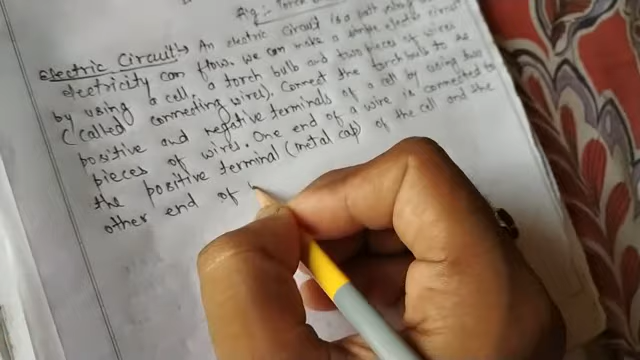 Fig:- Torch
Electric Circuit:→ An electric circuit is a path
electricity can flow. We can make a simple electric circuit
by using a cell, a torch bulb and two pieces of wires
(called connecting wires). Connect the torch bulb to the
positive and negative terminals of a cell by using two
pieces of wires. One end of a wire is connected to
the positive terminal (metal cap) of the cell and the
other end of